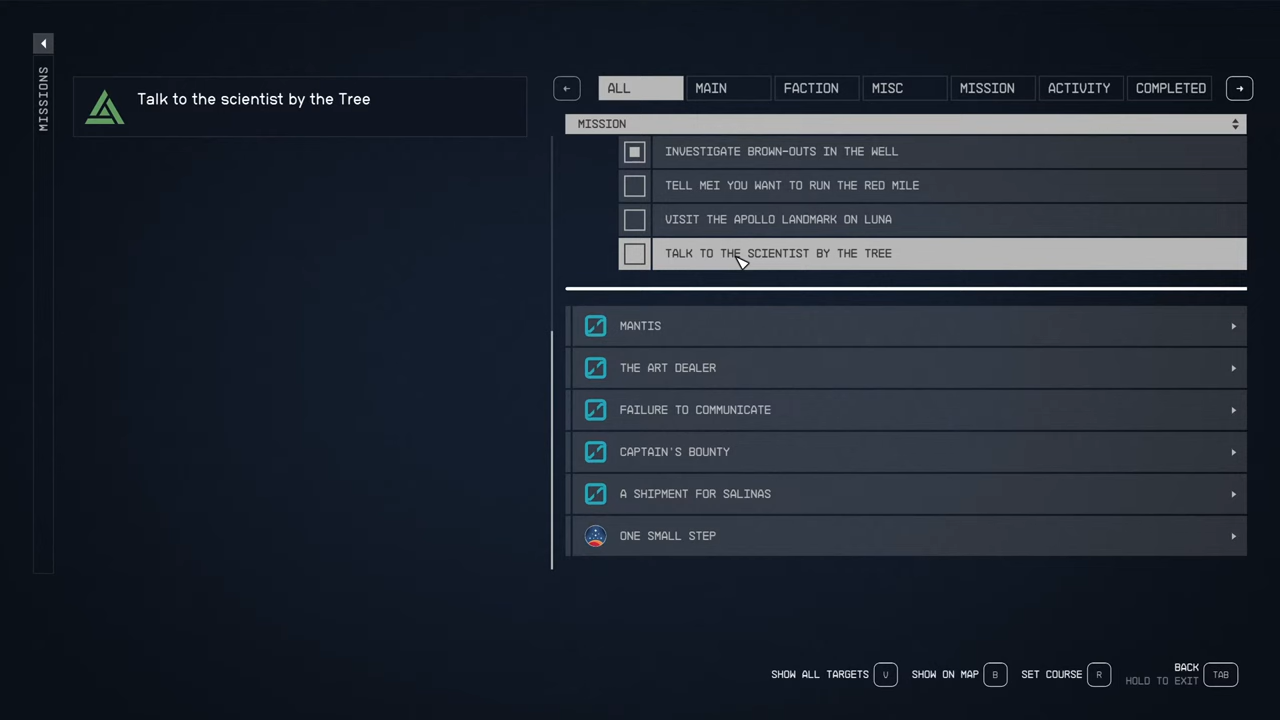 MISSIONS
Talk to the scientist by the Tree
ALL
MAIN
FACTION
MISC
MISSION
ACTIVITY
COMPLETED
MISSION
INVESTIGATE BROWN-OUTS IN THE WELL
TELL MEI YOU WANT TO RUN THE RED MILE
VISIT THE APOLLO LANDMARK ON LUNA
TALK TO THE SCIENTIST BY THE TREE
MANTIS
THE ART DEALER
FAILURE TO COMMUNICATE
CAPTAIN'S BOUNTY
A SHIPMENT FOR SALINAS
ONE SMALL STEP
SHOW ALL TARGETS V
SHOW ON MAP B
SET COURSE R
BACK
HOLD TO EXIT
TAB